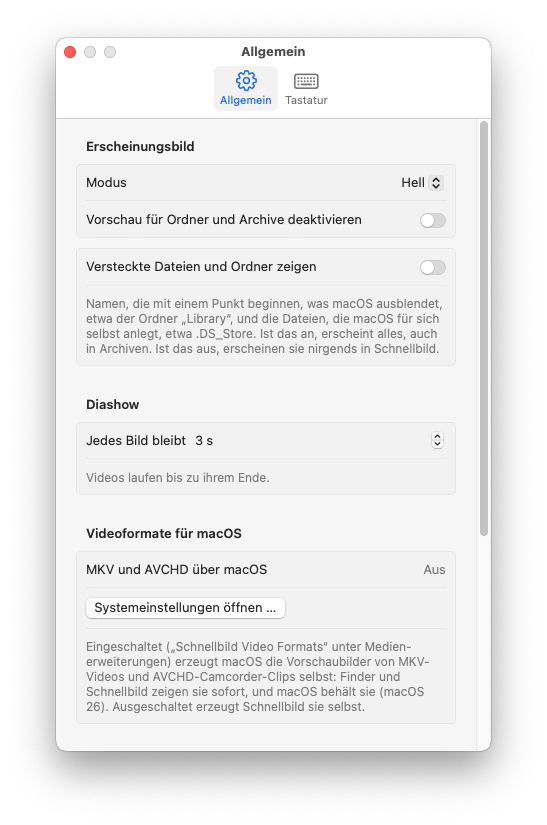 Allgemein
Allgemein
Tastatur
Erscheinungsbild
Modus
Hell
Vorschau für Ordner und Archive deaktivieren
Versteckte Dateien und Ordner zeigen
Namen, die mit einem Punkt beginnen, was macOS ausblendet,
etwa der Ordner „Library“, und die Dateien, die macOS für sich
selbst anlegt, etwa .DS_Store. Ist das an, erscheint alles, auch
in Archiven. Ist das aus, erscheinen sie nirgends in Schnellbild.
Diashow
Jedes Bild bleibt 3 s
Videos laufen bis zu ihrem Ende.
Videoformate für macOS
MKV und AVCHD über macOS
Aus
Systemeinstellungen öffnen ...
Eingeschaltet („Schnellbild Video Formats“ unter Medien-
erweiterungen) erzeugt macOS die Vorschaubilder von MKV-
Videos und AVCHD-Camcorder-Clips selbst: Finder und
Schnellbild zeigen sie sofort, und macOS behält sie (macOS
26). Ausgeschaltet erzeugt Schnellbild sie selbst.